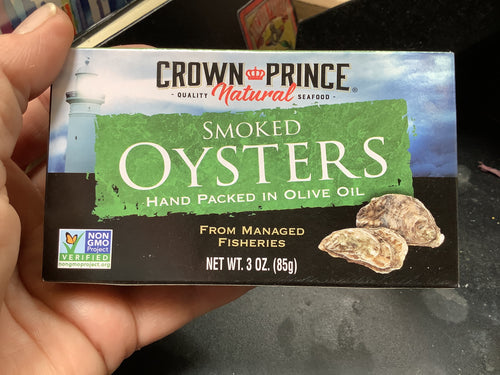 CROWN PRINCE®
- QUALITY Natural SEAFOOD -
SMOKED
OYSTERS
HAND PACKED IN OLIVE OIL
FROM MANAGED
FISHERIES
NET WT. 3 OZ. (85g)
NON
GMO
Project
VERIFIED
nongmoproject.org